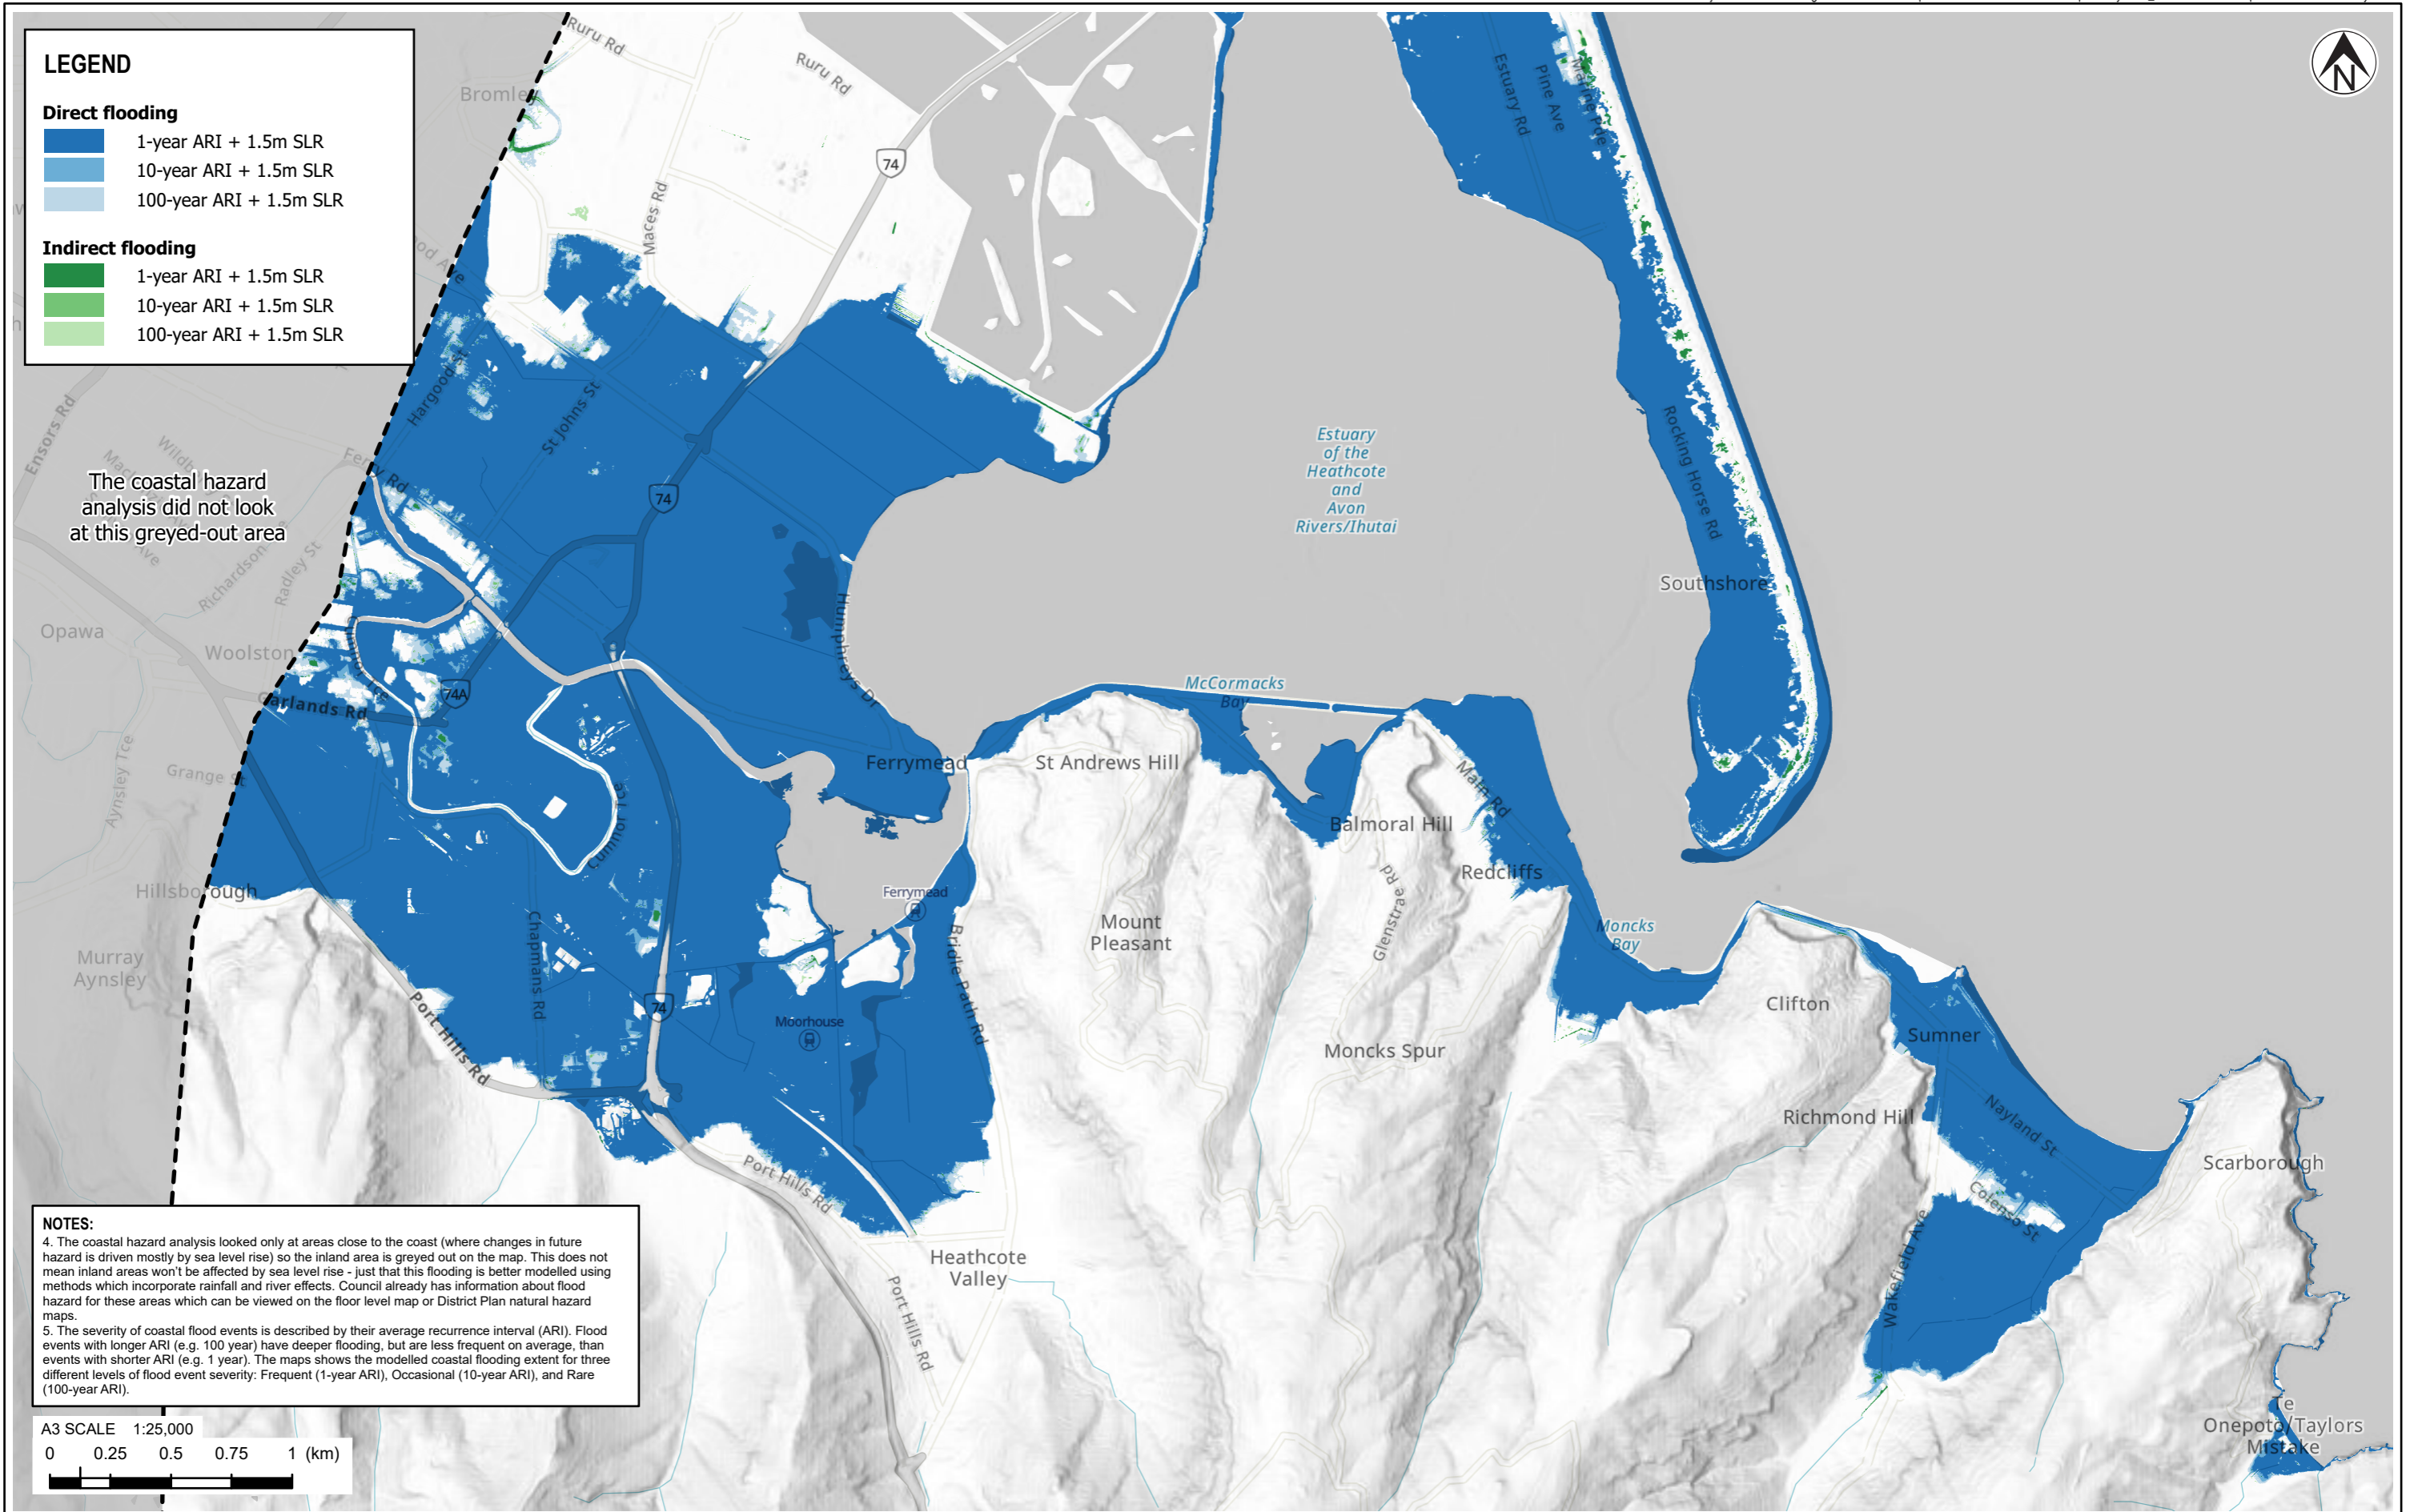 LEGEND
Direct flooding
1-year ARI + 1.5m SLR
10-year ARI + 1.5m SLR
100-year ARI + 1.5m SLR
Indirect flooding
1-year ARI + 1.5m SLR
10-year ARI + 1.5m SLR
100-year ARI + 1.5m SLR
N
Ruru Rd
Ruru Rd
Bromley
74
Maces Rd
Estuary Rd
Pine Ave
Marine Pde
Hargood St
St Johns St
Ensors Rd
Ferry Rd
The coastal hazard
analysis did not look
at this greyed-out area
Richardson
Radley St
74
Estuary
of the
Heathcote
and
Avon
Rivers/Ihutai
Rocking Horse Rd
Southshore
Opawa
Woolston
Cumnor Tce
Humphreys Dr
74A
Garlands Rd
McCormacks
Bay
Aynsley Tce
Grange St
Cumnor Tce
Ferrymead
St Andrews Hill
Main Rd
Balmoral Hill
Redcliffs
Glenstrae Rd
Hillsborough
Ferrymead
Chapmans Rd
Bridle Path Rd
Mount
Pleasant
Moncks
Bay
Murray
Aynsley
Port Hills Rd
74
Moorhouse
Clifton
Sumner
Moncks Spur
Richmond Hill
Nayland St
Scarborough
Port Hills Rd
Colenso St
Wakefield Ave
Heathcote
Valley
Port Hills Rd
Te
Onepoto/Taylors
Mistake
NOTES:
4. The coastal hazard analysis looked only at areas close to the coast (where changes in future
hazard is driven mostly by sea level rise) so the inland area is greyed out on the map. This does not
mean inland areas won't be affected by sea level rise - just that this flooding is better modelled using
methods which incorporate rainfall and river effects. Council already has information about flood
hazard for these areas which can be viewed on the floor level map or District Plan natural hazard
maps.
5. The severity of coastal flood events is described by their average recurrence interval (ARI). Flood
events with longer ARI (e.g. 100 year) have deeper flooding, but are less frequent on average, than
events with shorter ARI (e.g. 1 year). The maps shows the modelled coastal flooding extent for three
different levels of flood event severity: Frequent (1-year ARI), Occasional (10-year ARI), and Rare
(100-year ARI).
A3 SCALE 1:25,000
0 0.25 0.5 0.75 1 (km)